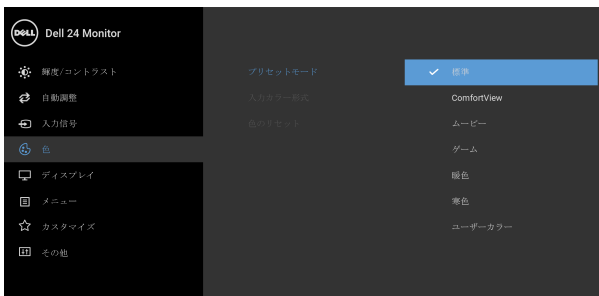 DELL Dell 24 Monitor
輝度/コントラスト
自動調整
入力信号
色
ディスプレイ
メニュー
カスタマイズ
その他
プリセットモード
入力カラー形式
色のリセット
標準
ComfortView
ムービー
ゲーム
暖色
寒色
ユーザーカラー